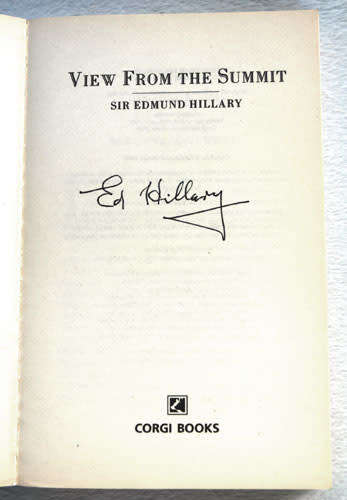 VIEW FROM THE SUMMIT
SIR EDMUND HILLARY
Ed Hillary
CORGI BOOKS